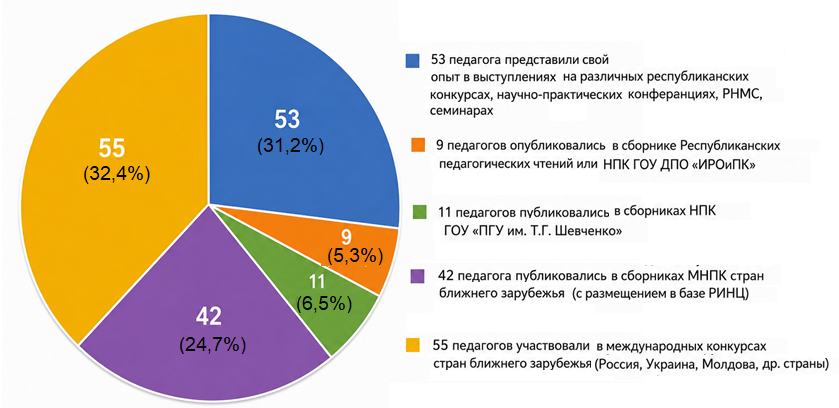 53
(31,2%)
55
(32,4%)
9
(5,3%)
11
(6,5%)
42
(24,7%)
53 педагога представили свой
опыт в выступлениях на различных республиканских
конкурсах, научно-практических конферанциях, РНМС,
семинарах
9 педагогов опубликовались в сборнике Республиканских
педагогических чтений или НПК ГОУ ДПО «ИРОиПК»
11 педагогов публиковались в сборниках НПК
ГОУ «ПГУ им. Т.Г. Шевченко»
42 педагога публиковались в сборниках МНПК стран
ближнего зарубежья (с размещением в базе РИНЦ)
55 педагогов участвовали в международных конкурсах
стран ближнего зарубежья (Россия, Украина, Молдова, др. страны)